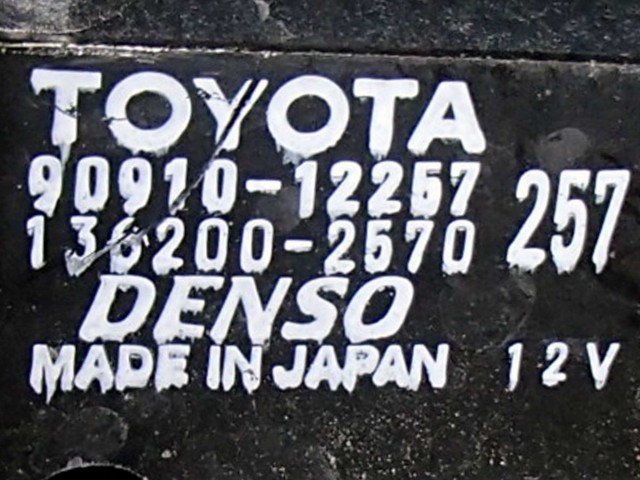 TOYOTA
90910-12257
136200-2570 257
DENSO
MADE IN JAPAN 12V